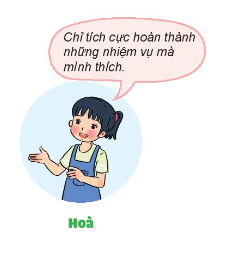 Chỉ tích cực hoàn thành
những nhiệm vụ mà
mình thích.
Hoà